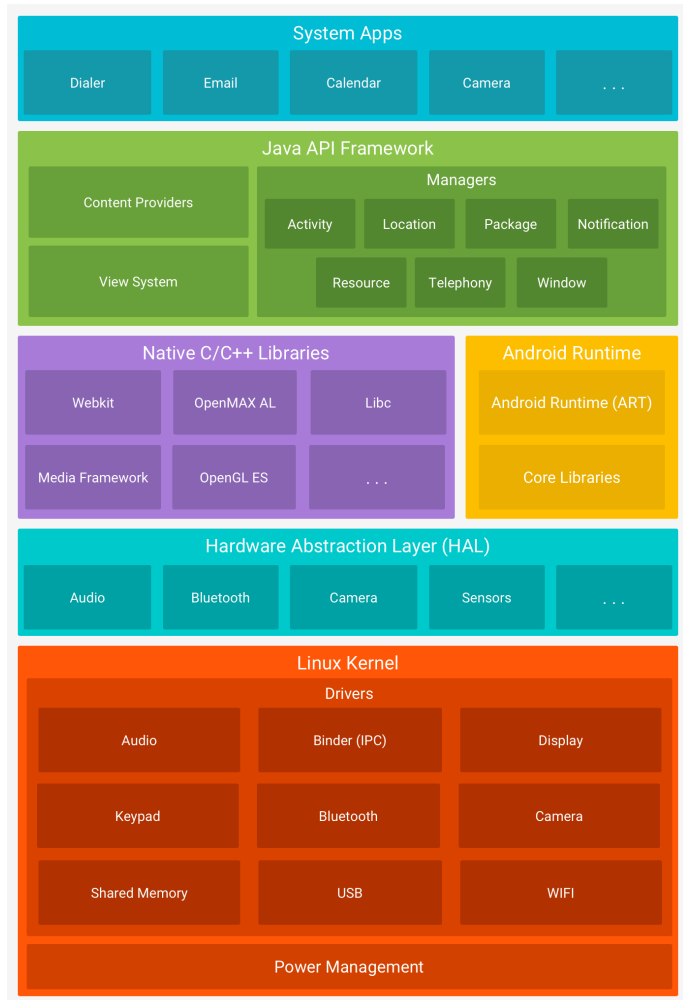 System Apps
Dialer
Email
Calendar
Camera
. . .
Java API Framework
Content Providers
View System
Managers
Activity
Location
Package
Notification
Resource
Telephony
Window
Native C/C++ Libraries
Webkit
OpenMAX AL
Libc
Media Framework
OpenGL ES
. . .
Android Runtime
Android Runtime (ART)
Core Libraries
Hardware Abstraction Layer (HAL)
Audio
Bluetooth
Camera
Sensors
. . .
Linux Kernel
Drivers
Audio
Binder (IPC)
Display
Keypad
Bluetooth
Camera
Shared Memory
USB
WIFI
Power Management